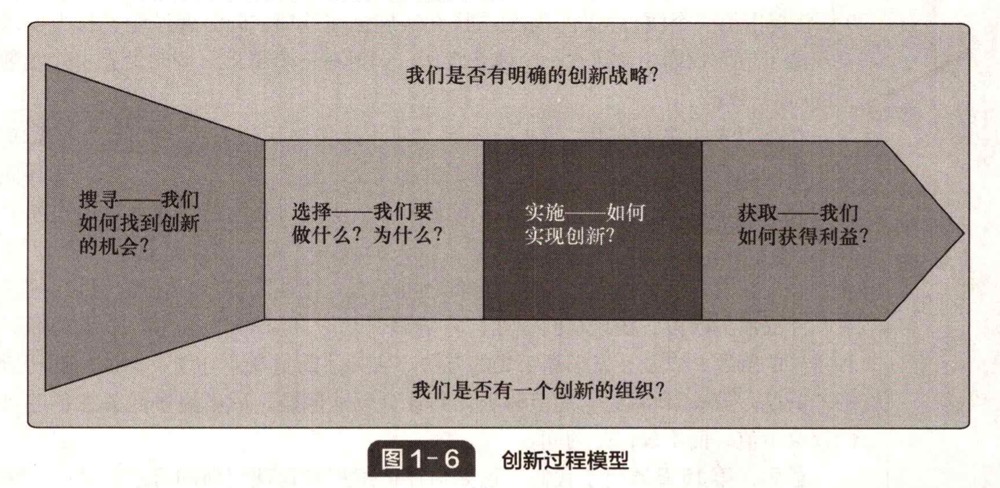 我们是否有明确的创新战略？
搜寻——我们
如何找到创新
的机会？
选择——我们要
做什么？为什么？
实施——如何
实现创新？
获取——我们
如何获得利益？
我们是否有一个创新的组织？
图1-6 创新过程模型